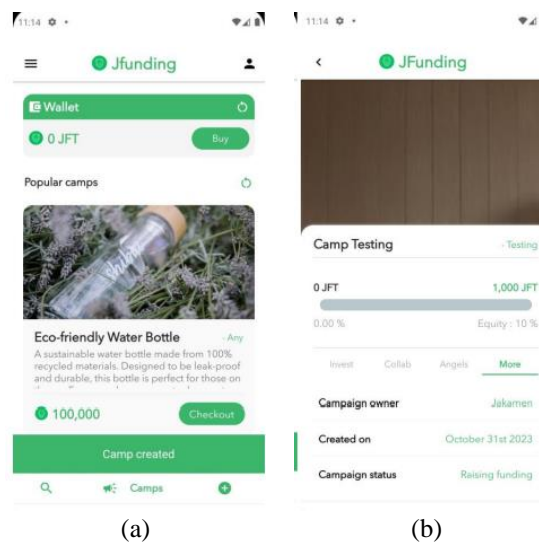 11:14
Jfunding
Wallet
0 JFT
Buy
Popular camps
Eco-friendly Water Bottle
- Any
A sustainable water bottle made from 100%
recycled materials. Designed to be leak-proof
and durable, this bottle is perfect for those on
100,000
Checkout
Camp created
Camps
(a)
11:14
JFunding
Camp Testing
- Testing
0 JFT
1,000 JFT
0.00 %
Equity : 10 %
Invest
Collab
Angels
More
Campaign owner
Jakamen
Created on
October 31st 2023
Campaign status
Raising funding
(b)